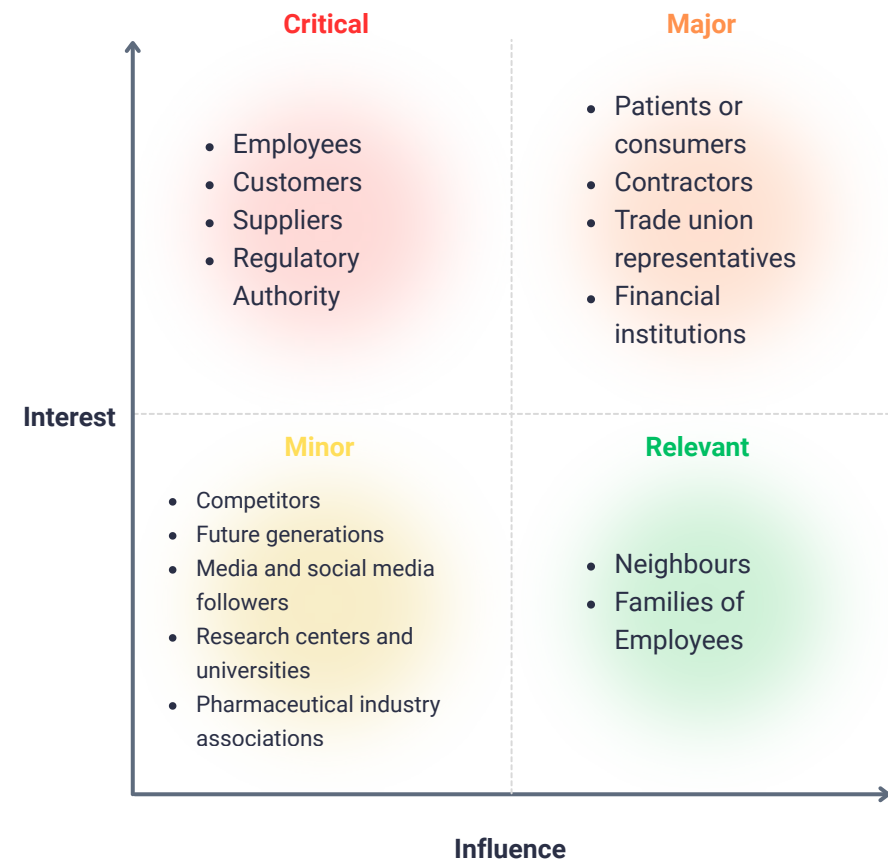 Critical
Major
• Employees
• Customers
• Suppliers
• Regulatory
Authority
• Patients or
consumers
• Contractors
• Trade union
representatives
• Financial
institutions
Interest
Minor
Relevant
• Competitors
• Future generations
• Media and social media
followers
• Research centers and
universities
• Pharmaceutical industry
associations
• Neighbours
• Families of
Employees
Influence